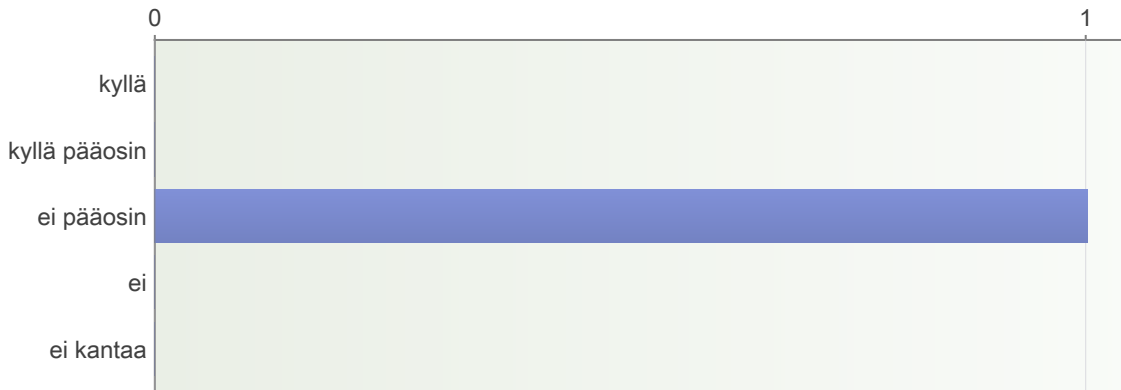 0 1
kyllä
kyllä pääosin
ei pääosin
ei
ei kantaa